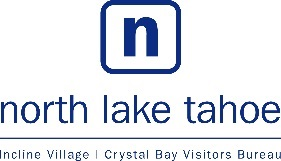 n
north lake tahoe
Incline Village | Crystal Bay Visitors Bureau